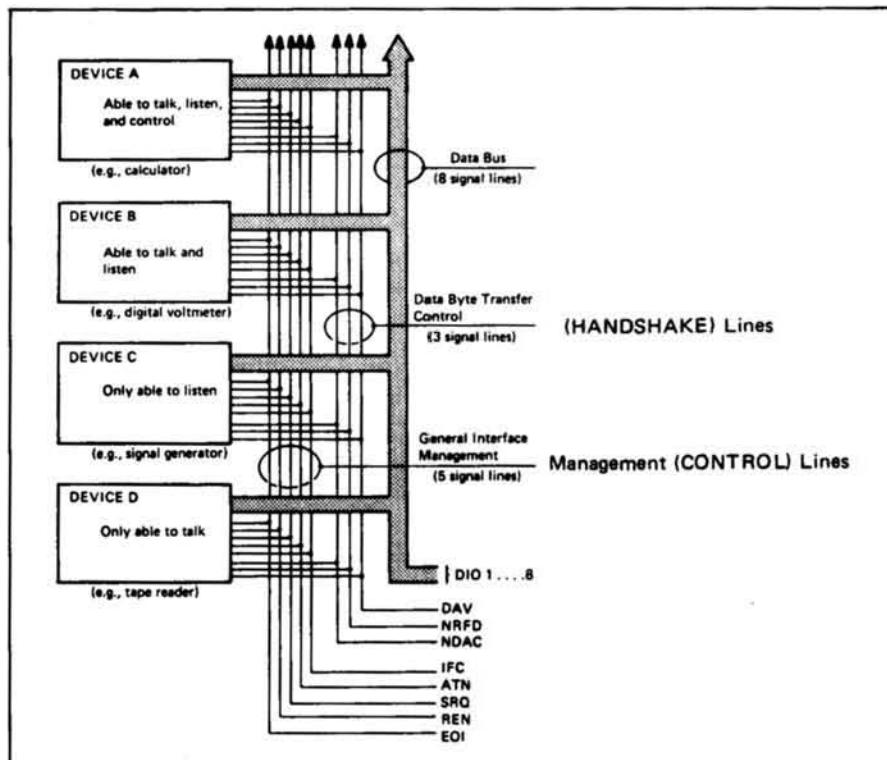 DEVICE A
Able to talk, listen,
and control
(e.g., calculator)
Data Bus
(8 signal lines)
DEVICE B
Able to talk and
listen
(e.g., digital voltmeter)
Data Byte Transfer
Control
(3 signal lines)
(HANDSHAKE) Lines
DEVICE C
Only able to listen
(e.g., signal generator)
General Interface
Management
(5 signal lines)
Management (CONTROL) Lines
DEVICE D
Only able to talk
(e.g., tape reader)
DIO 1 . . . . 8
DAV
NRFD
NDAC
IFC
ATN
SRQ
REN
EOI